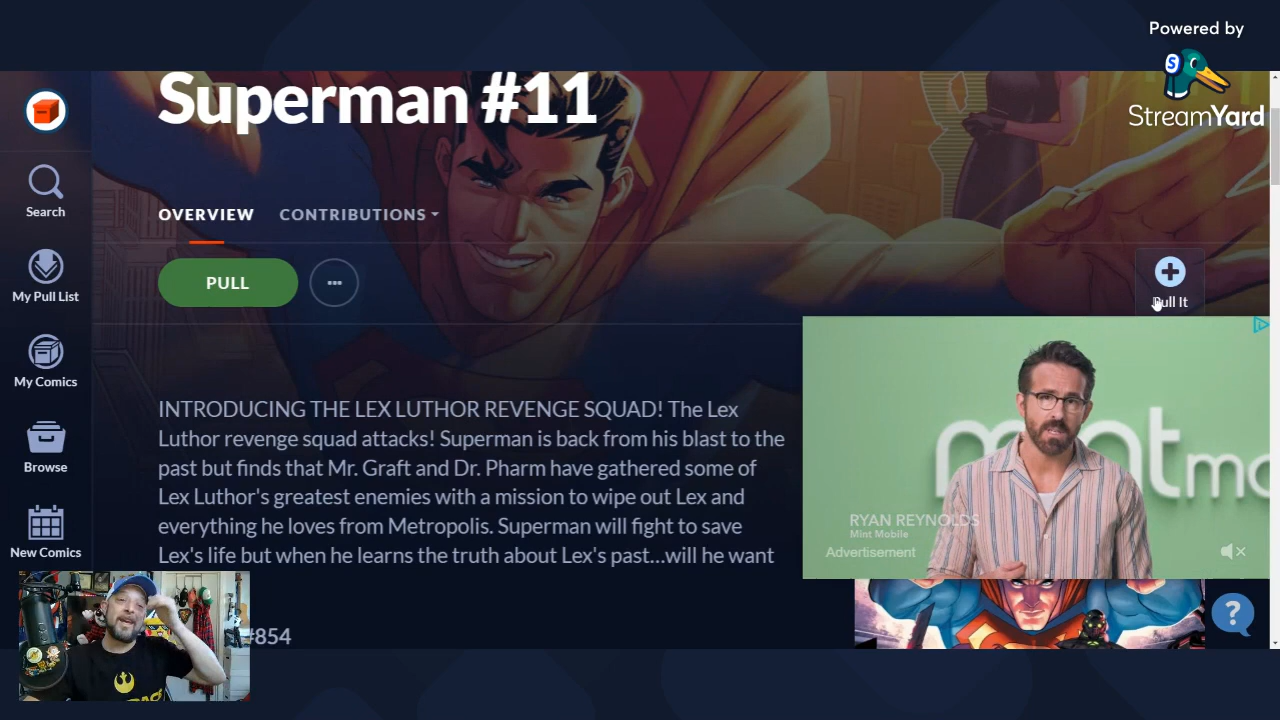 Powered by
StreamYard
Superman #11
Search
My Pull List
My Comics
Browse
New Comics
OVERVIEW CONTRIBUTIONS
PULL
Pull It
INTRODUCING THE LEX LUTHOR REVENGE SQUAD! The Lex
Luthor revenge squad attacks! Superman is back from his blast to the
past but finds that Mr. Graft and Dr. Pharm have gathered some of
Lex Luthor's greatest enemies with a mission to wipe out Lex and
everything he loves from Metropolis. Superman will fight to save
Lex's life but when he learns the truth about Lex's past...will he want
#854
RYAN REYNOLDS
Mint Mobile
Advertisement
?